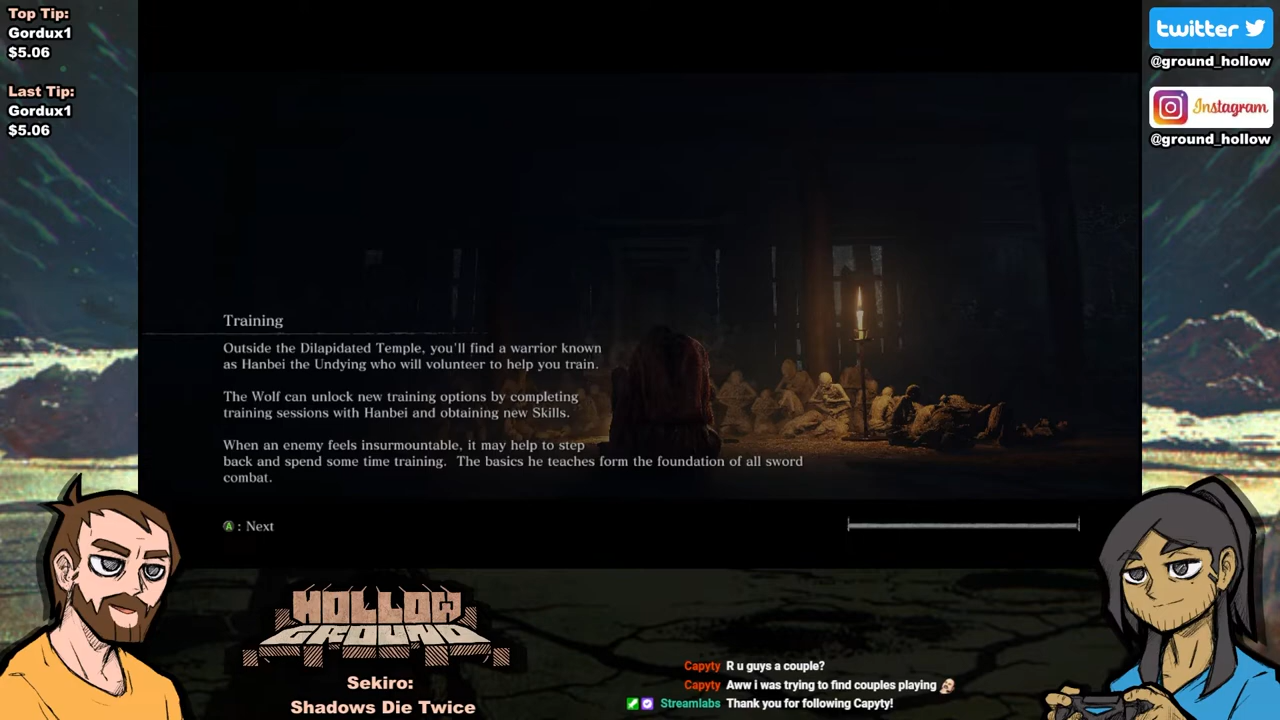 Top Tip:
Gordux1
$5.06
Last Tip:
Gordux1
$5.06
twitter
@ground_hollow
Instagram
@ground_hollow
Training
Outside the Dilapidated Temple, you'll find a warrior known
as Hanbei the Undying who will volunteer to help you train.
The Wolf can unlock new training options by completing
training sessions with Hanbei and obtaining new Skills.
When an enemy feels insurmountable, it may help to step
back and spend some time training. The basics he teaches form the foundation of all sword
combat.
A : Next
HOLLOW
GROUND
Sekiro:
Shadows Die Twice
Capyty R u guys a couple?
Capyty Aww i was trying to find couples playing
Streamlabs Thank you for following Capyty!